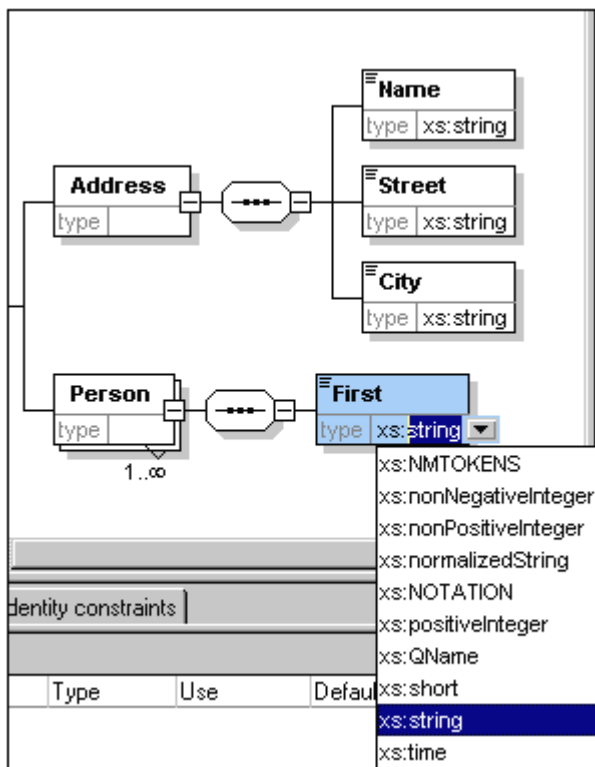 Name
type xs:string
Address
type
Street
type xs:string
City
type xs:string
Person
type
1..∞
First
type xs:string
xs:NMTOKENS
xs:nonNegativeInteger
xs:nonPositiveInteger
xs:normalizedString
xs:NOTATION
xs:positiveInteger
xs:QName
xs:short
xs:string
xs:time
dentity constraints
Type Use Defau